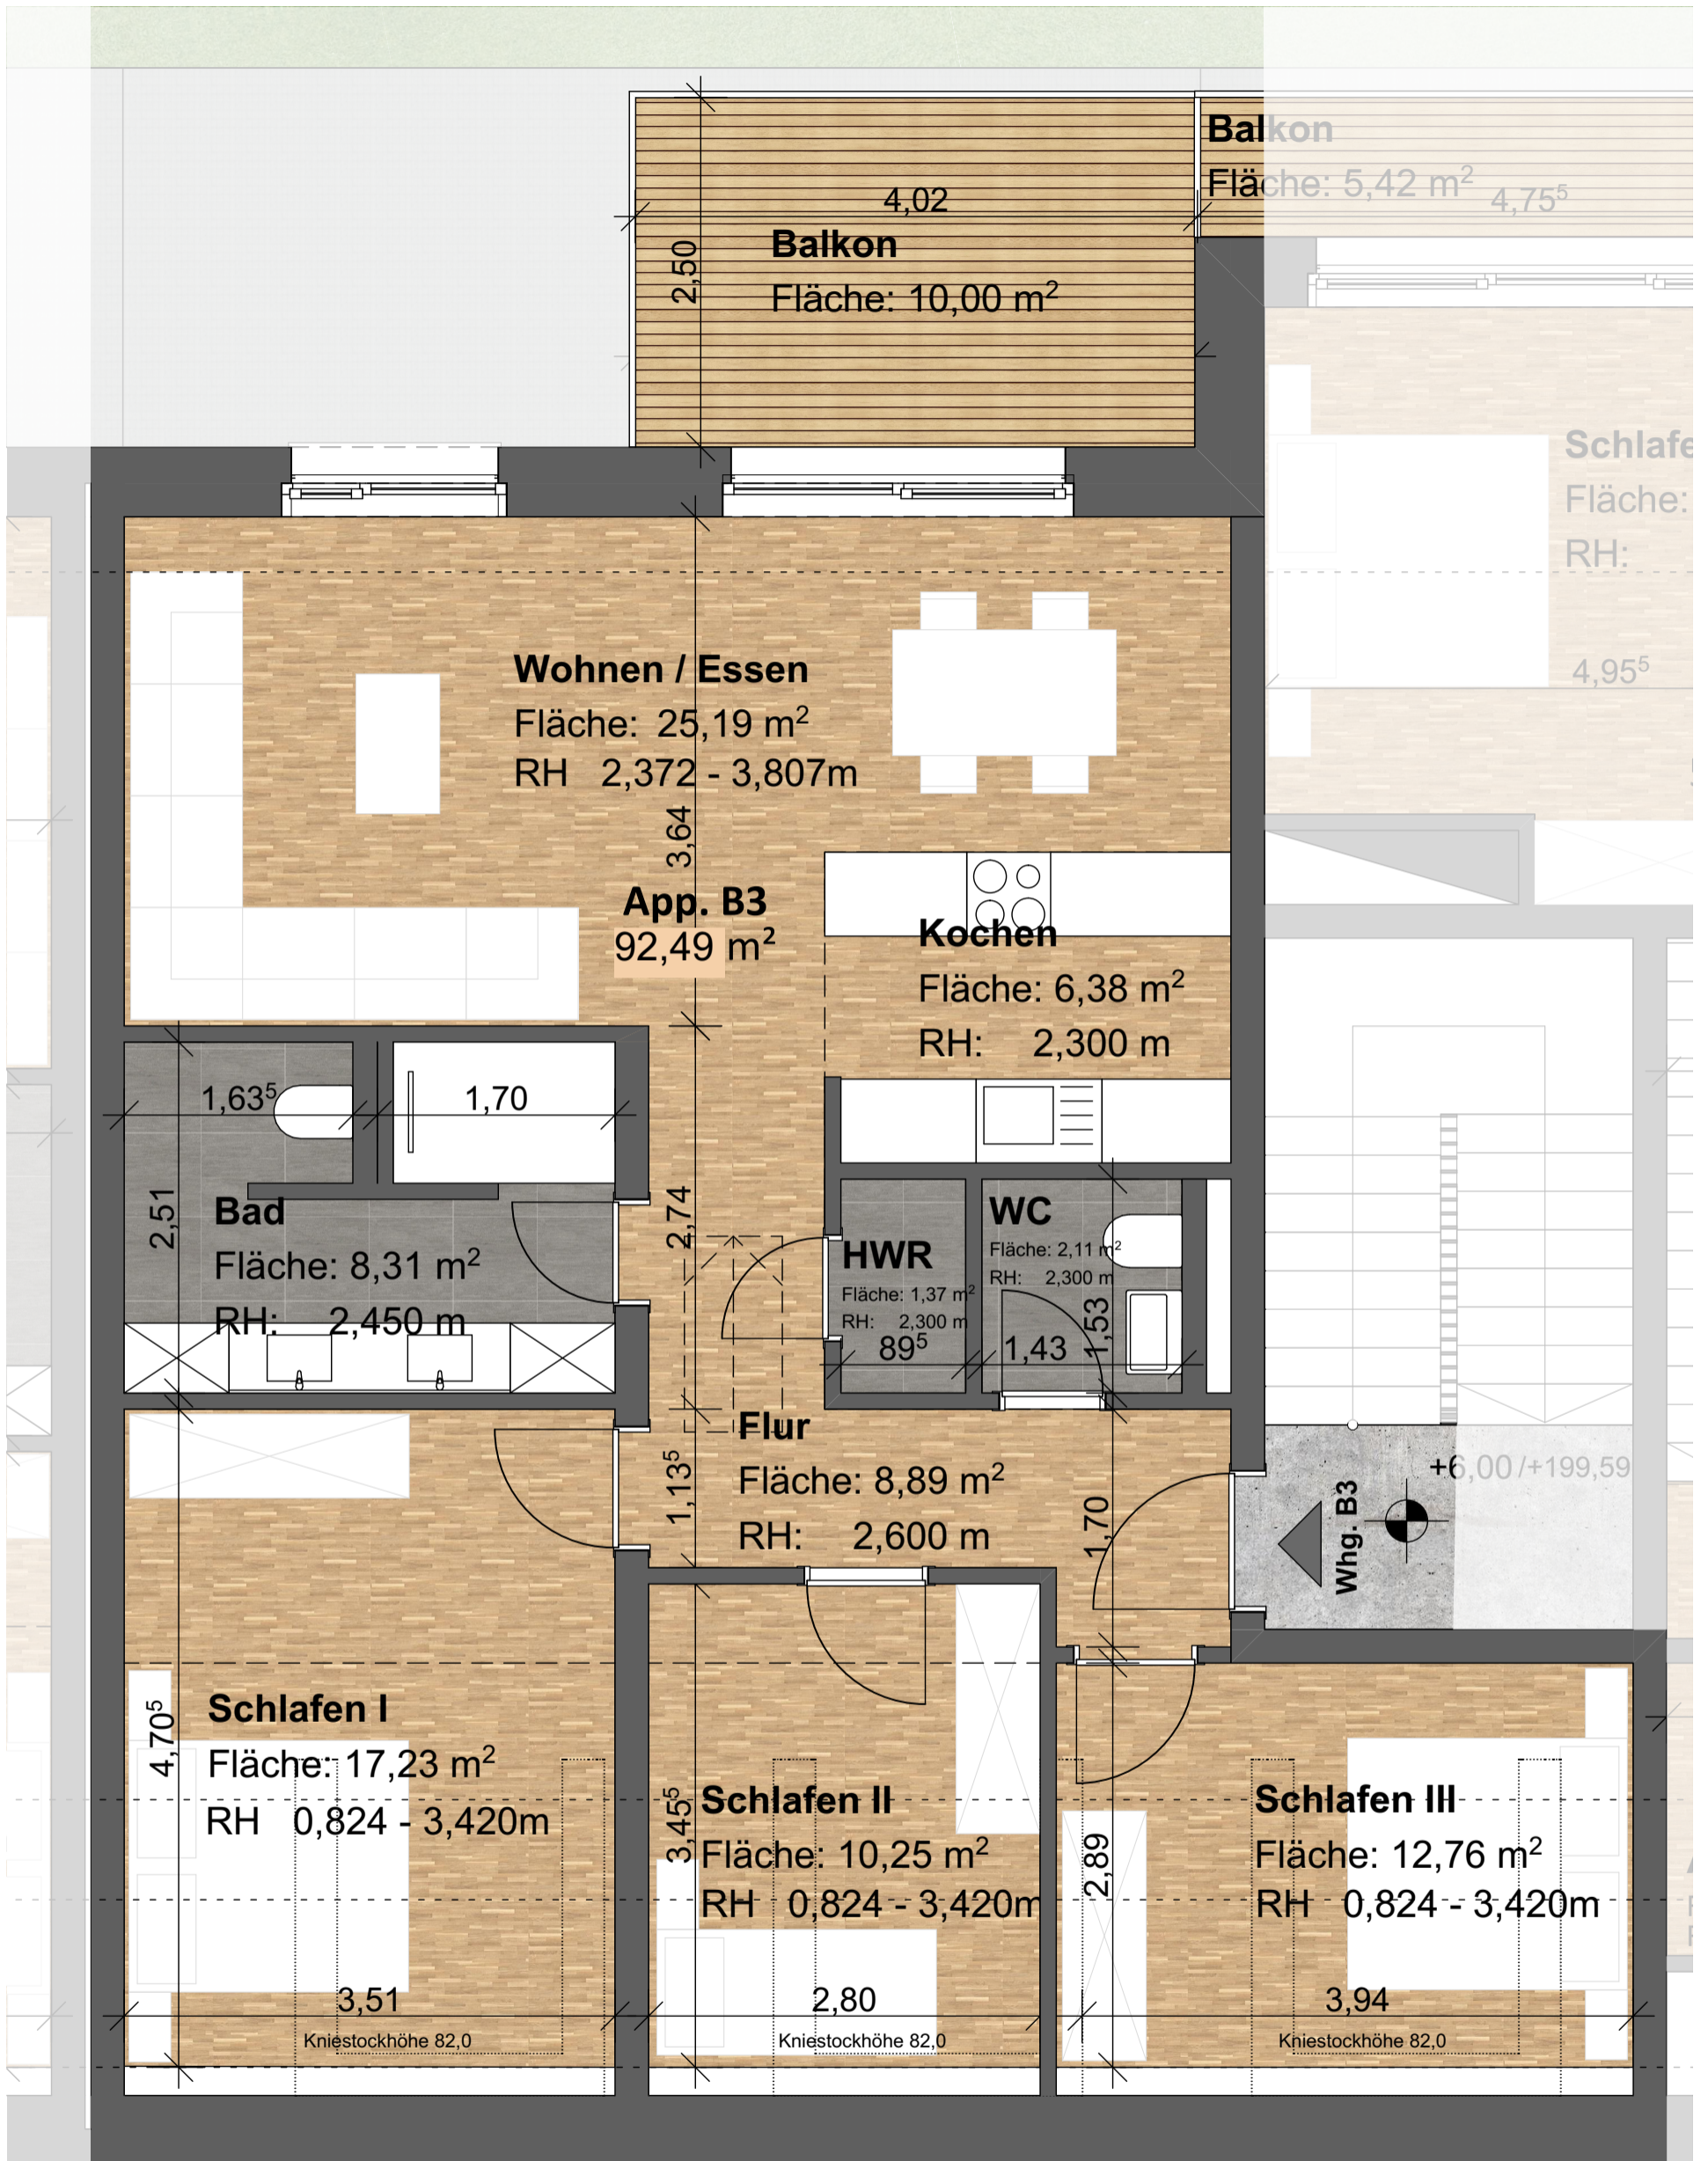 Balkon
Fläche: 5,42 m²
4,75⁵
4,02
2,50
Balkon
Fläche: 10,00 m²
Schlafe
Fläche:
RH:
4,95⁵
Wohnen / Essen
Fläche: 25,19 m²
RH 2,372 - 3,807m
3,64
App. B3
92,49 m²
Kochen
Fläche: 6,38 m²
RH: 2,300 m
1,63⁵
1,70
2,51
Bad
Fläche: 8,31 m²
RH: 2,450 m
2,74
HWR
Fläche: 1,37 m²
RH: 2,300 m
89⁵
WC
Fläche: 2,11 m²
RH: 2,300 m
1,53
1,43
Flur
Fläche: 8,89 m²
RH: 2,600 m
1,13⁵
1,70
+6,00/+199,59
Whg. B3
Schlafen I
Fläche: 17,23 m²
RH 0,824 - 3,420m
4,70⁵
3,51
Kniestockhöhe 82,0
Schlafen II
Fläche: 10,25 m²
RH 0,824 - 3,420m
3,45⁵
2,80
Kniestockhöhe 82,0
Schlafen III
Fläche: 12,76 m²
RH 0,824 - 3,420m
2,89
3,94
Kniestockhöhe 82,0